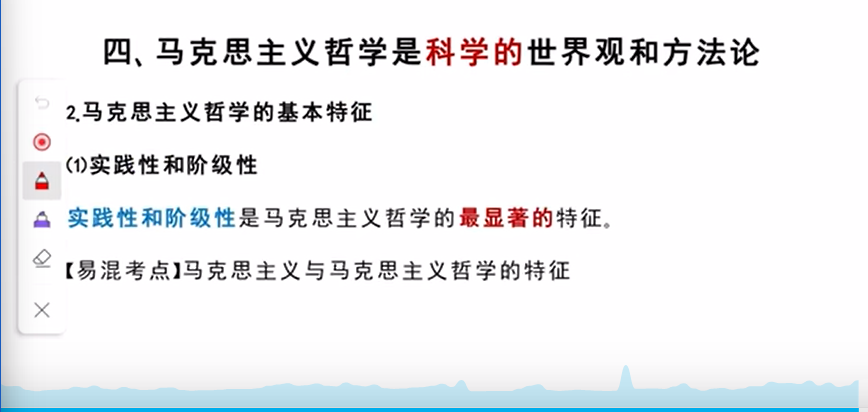 四、马克思主义哲学是科学的世界观和方法论
2.马克思主义哲学的基本特征
(1)实践性和阶级性
实践性和阶级性是马克思主义哲学的最显著的特征。
【易混考点】马克思主义与马克思主义哲学的特征